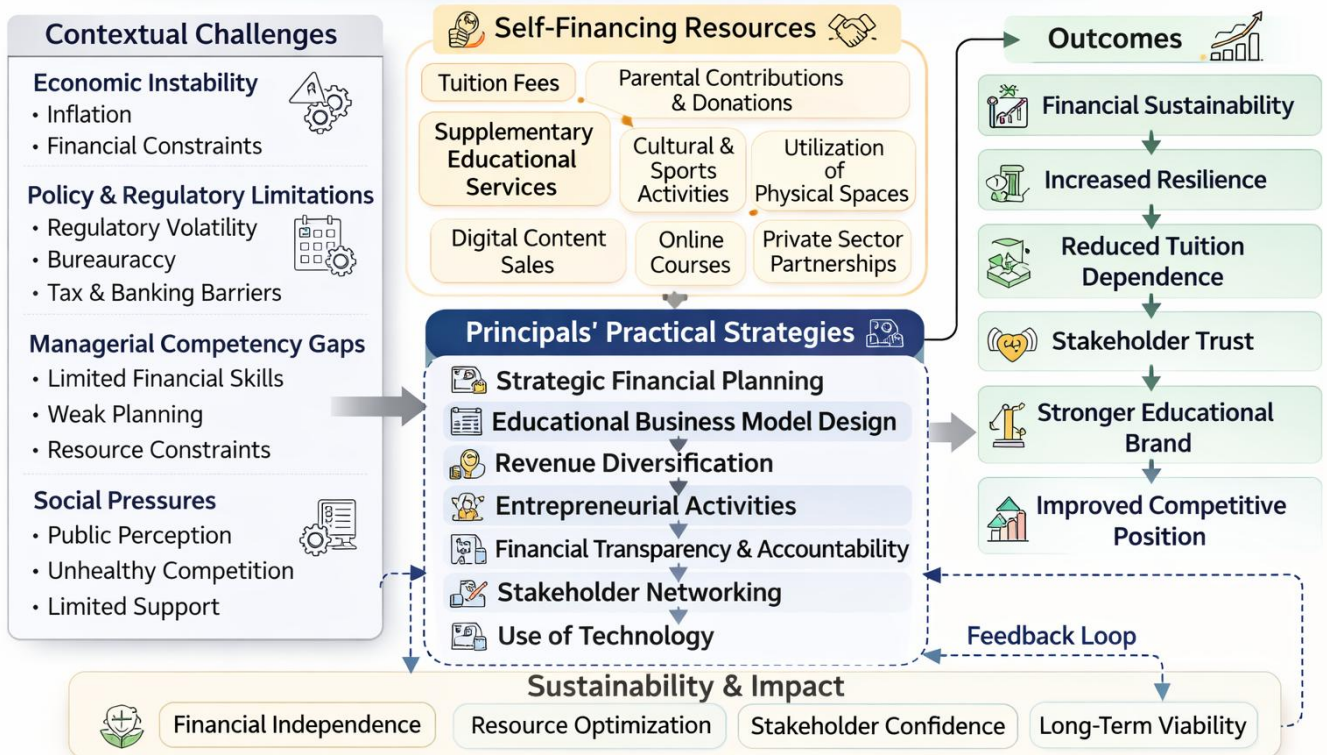 Contextual Challenges
Economic Instability
• Inflation
• Financial Constraints
Policy & Regulatory Limitations
• Regulatory Volatility
• Bureauraccy
• Tax & Banking Barriers
Managerial Competency Gaps
• Limited Financial Skills
• Weak Planning
• Resource Constraints
Social Pressures
• Public Perception
• Unhealthy Competition
• Limited Support
Self-Financing Resources
Tuition Fees
Parental Contributions
& Donations
Supplementary
Educational
Services
Cultural &
Sports
Activities
Utilization
of
Physical Spaces
Digital Content
Sales
Online
Courses
Private Sector
Partnerships
Principals' Practical Strategies
Strategic Financial Planning
Educational Business Model Design
Revenue Diversification
Entrepreneurial Activities
Financial Transparency & Accountability
Stakeholder Networking
Use of Technology
Outcomes
Financial Sustainability
Increased Resilience
Reduced Tuition
Dependence
Stakeholder Trust
Stronger Educational
Brand
Improved Competitive
Position
Feedback Loop
Sustainability & Impact
Financial Independence
Resource Optimization
Stakeholder Confidence
Long-Term Viability